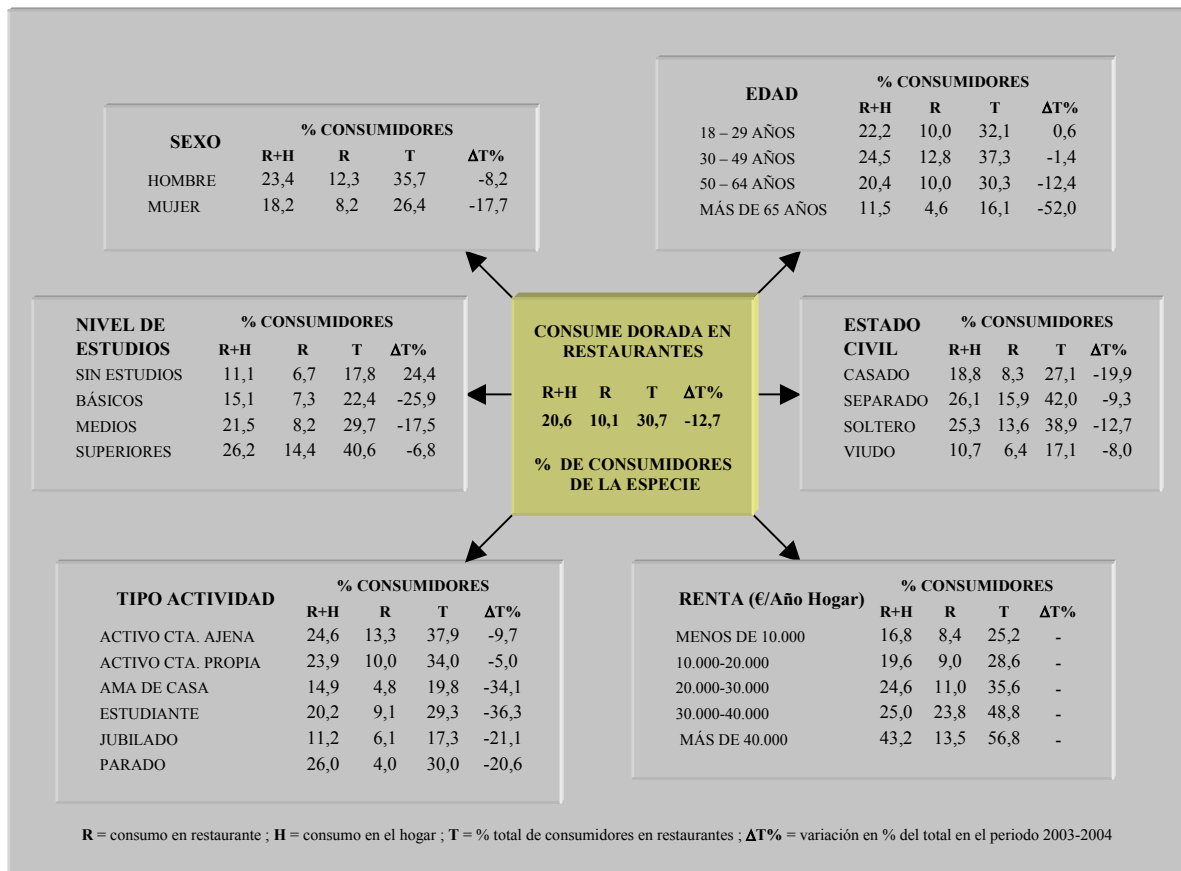 SEXO
% CONSUMIDORES
R+H R T ΔT%
HOMBRE 23,4 12,3 35,7 -8,2
MUJER 18,2 8,2 26,4 -17,7
EDAD
% CONSUMIDORES
R+H R T ΔT%
18 – 29 AÑOS 22,2 10,0 32,1 0,6
30 – 49 AÑOS 24,5 12,8 37,3 -1,4
50 – 64 AÑOS 20,4 10,0 30,3 -12,4
MÁS DE 65 AÑOS 11,5 4,6 16,1 -52,0
NIVEL DE % CONSUMIDORES
ESTUDIOS R+H R T ΔT%
SIN ESTUDIOS 11,1 6,7 17,8 24,4
BÁSICOS 15,1 7,3 22,4 -25,9
MEDIOS 21,5 8,2 29,7 -17,5
SUPERIORES 26,2 14,4 40,6 -6,8
CONSUME DORADA EN
RESTAURANTES
R+H R T ΔT%
20,6 10,1 30,7 -12,7
% DE CONSUMIDORES
DE LA ESPECIE
ESTADO % CONSUMIDORES
CIVIL R+H R T ΔT%
CASADO 18,8 8,3 27,1 -19,9
SEPARADO 26,1 15,9 42,0 -9,3
SOLTERO 25,3 13,6 38,9 -12,7
VIUDO 10,7 6,4 17,1 -8,0
TIPO ACTIVIDAD
% CONSUMIDORES
R+H R T ΔT%
ACTIVO CTA. AJENA 24,6 13,3 37,9 -9,7
ACTIVO CTA. PROPIA 23,9 10,0 34,0 -5,0
AMA DE CASA 14,9 4,8 19,8 -34,1
ESTUDIANTE 20,2 9,1 29,3 -36,3
JUBILADO 11,2 6,1 17,3 -21,1
PARADO 26,0 4,0 30,0 -20,6
RENTA (€/Año Hogar)
% CONSUMIDORES
R+H R T ΔT%
MENOS DE 10.000 16,8 8,4 25,2 -
10.000-20.000 19,6 9,0 28,6 -
20.000-30.000 24,6 11,0 35,6 -
30.000-40.000 25,0 23,8 48,8 -
MÁS DE 40.000 43,2 13,5 56,8 -
R = consumo en restaurante ; H = consumo en el hogar ; T = % total de consumidores en restaurantes ; ΔT% = variación en % del total en el periodo 2003-2004